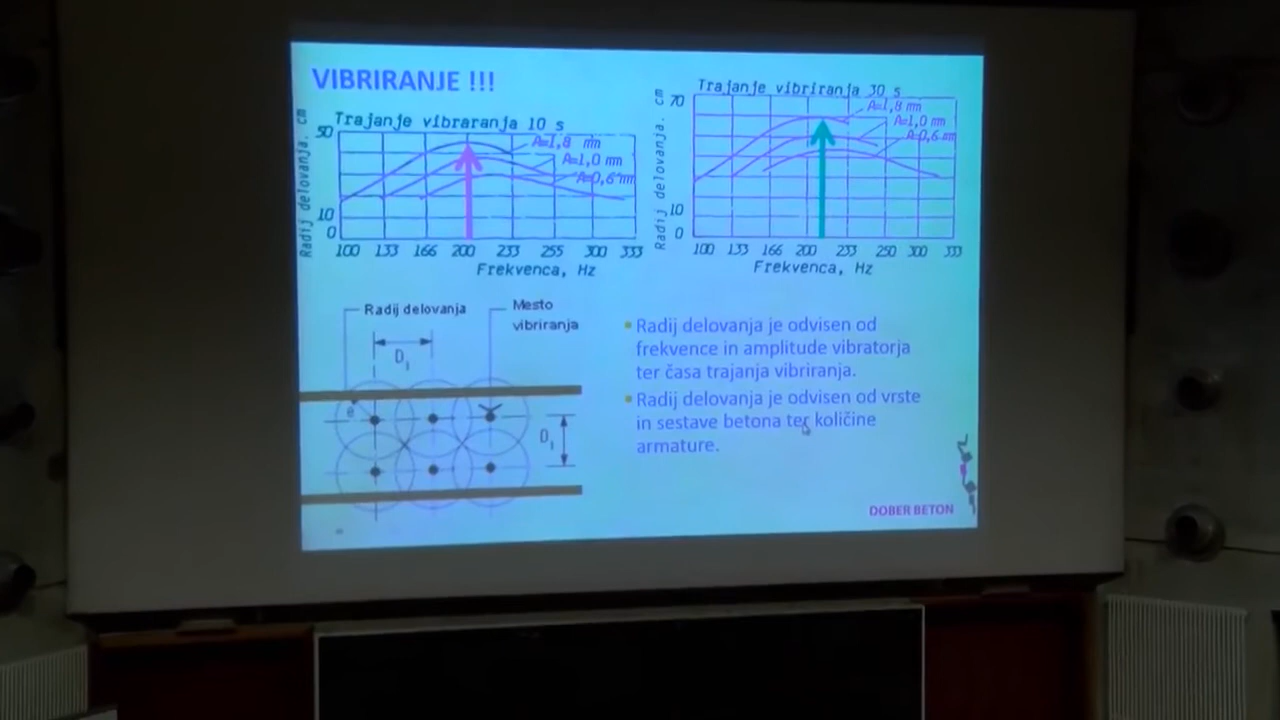 VIBRIRANJE !!!
Trajanje vibraranja 10 s
Radij delovanja. cm
50
10
0
A=1,8 mm
A=1,0 mm
A=0,6 mm
100 133 166 200 233 255 300 333
Frekvenca, Hz
Trajanje vibriranja 30 s
Radij delovanja. cm
70
10
0
A=1,8 mm
A=1,0 mm
A=0,6 mm
100 133 166 200 233 250 300 333
Frekvenca, Hz
Radij delovanja
Mesto
vibriranja
D₁
D₁
Radij delovanja je odvisen od
frekvence in amplitude vibratorja
ter časa trajanja vibriranja.
Radij delovanja je odvisen od vrste
in sestave betona ter količine
armature.
DOBER BETON